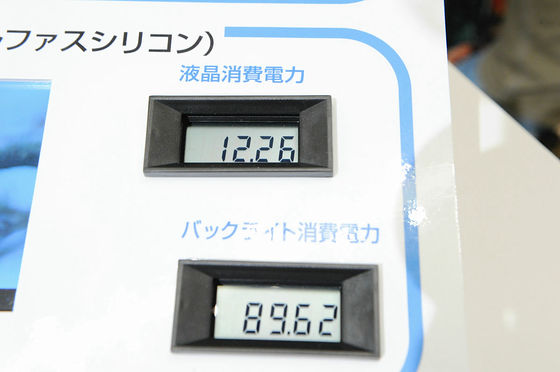 ファスシリコン)
液晶消費電力
12.26
バックライト消費電力
89.62